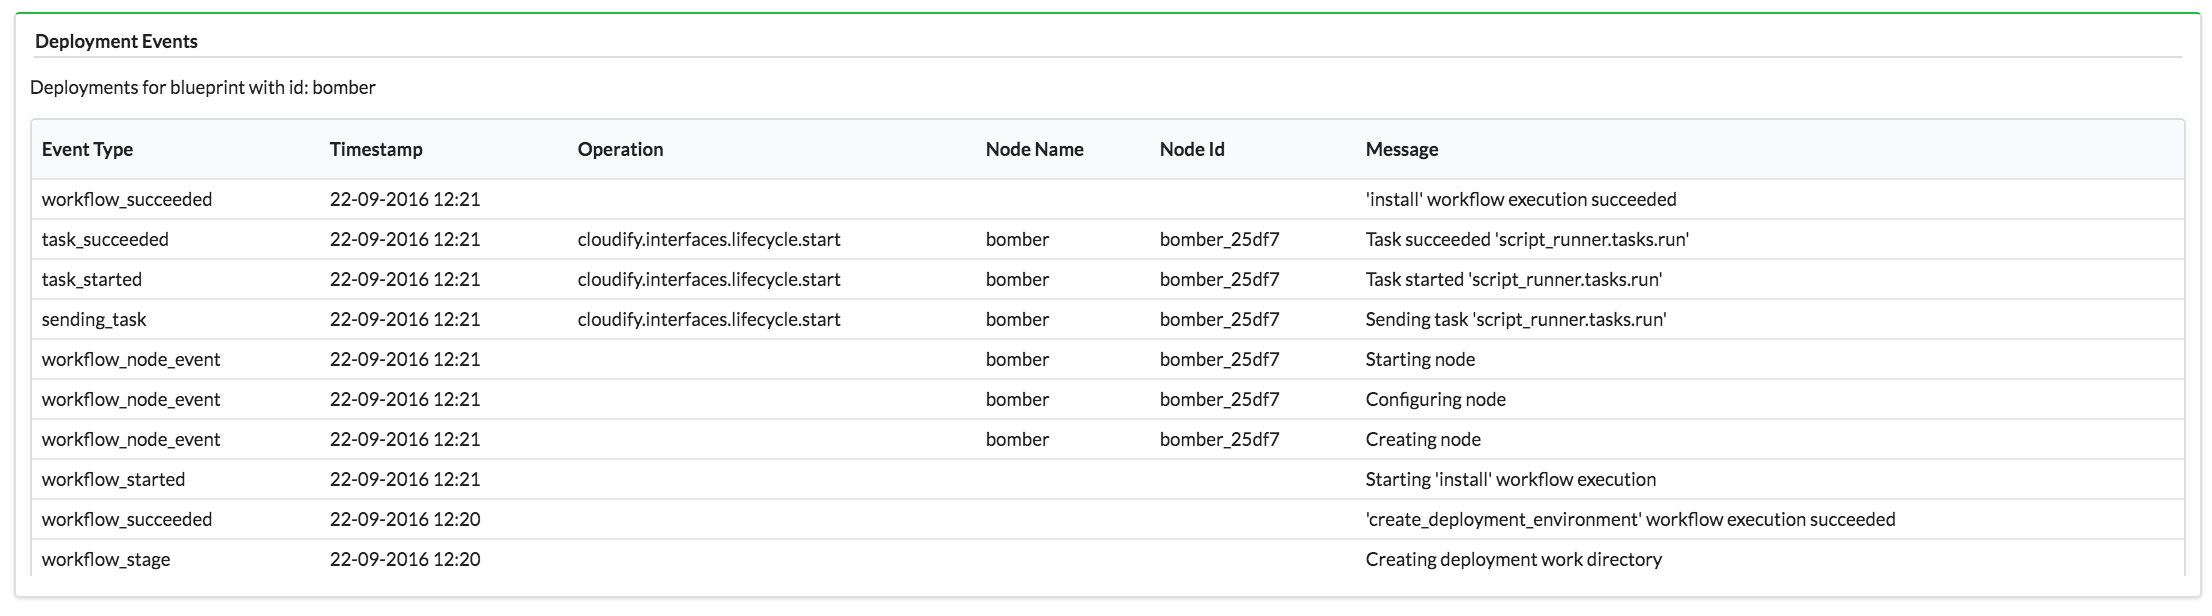 Deployment Events
Deployments for blueprint with id: bomber
Event Type Timestamp Operation Node Name Node Id Message
workflow_succeeded 22-09-2016 12:21 'install' workflow execution succeeded
task_succeeded 22-09-2016 12:21 cloudify.interfaces.lifecycle.start bomber bomber_25df7 Task succeeded 'script_runner.tasks.run'
task_started 22-09-2016 12:21 cloudify.interfaces.lifecycle.start bomber bomber_25df7 Task started 'script_runner.tasks.run'
sending_task 22-09-2016 12:21 cloudify.interfaces.lifecycle.start bomber bomber_25df7 Sending task 'script_runner.tasks.run'
workflow_node_event 22-09-2016 12:21 bomber bomber_25df7 Starting node
workflow_node_event 22-09-2016 12:21 bomber bomber_25df7 Configuring node
workflow_node_event 22-09-2016 12:21 bomber bomber_25df7 Creating node
workflow_started 22-09-2016 12:21 Starting 'install' workflow execution
workflow_succeeded 22-09-2016 12:20 'create_deployment_environment' workflow execution succeeded
workflow_stage 22-09-2016 12:20 Creating deployment work directory